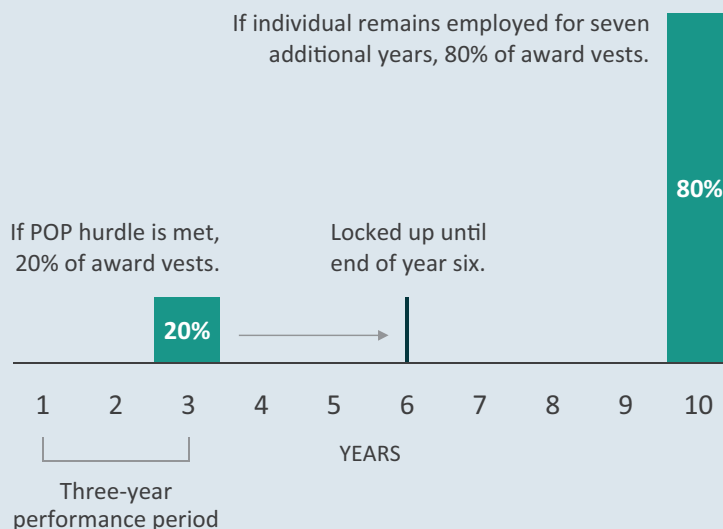 If individual remains employed for seven
additional years, 80% of award vests.
80%
If POP hurdle is met,
20% of award vests.
Locked up until
end of year six.
20%
1 2 3 4 5 6 7 8 9 10
YEARS
Three-year
performance period